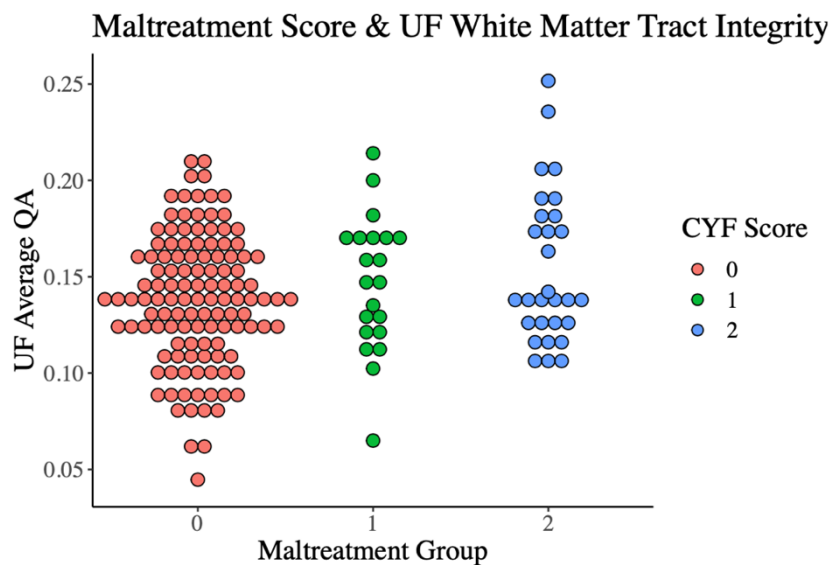 Maltreatment Score & UF White Matter Tract Integrity
0.25
0.20
0.15
0.10
0.05
UF Average QA
0
1
2
Maltreatment Group
CYF Score
0
1
2